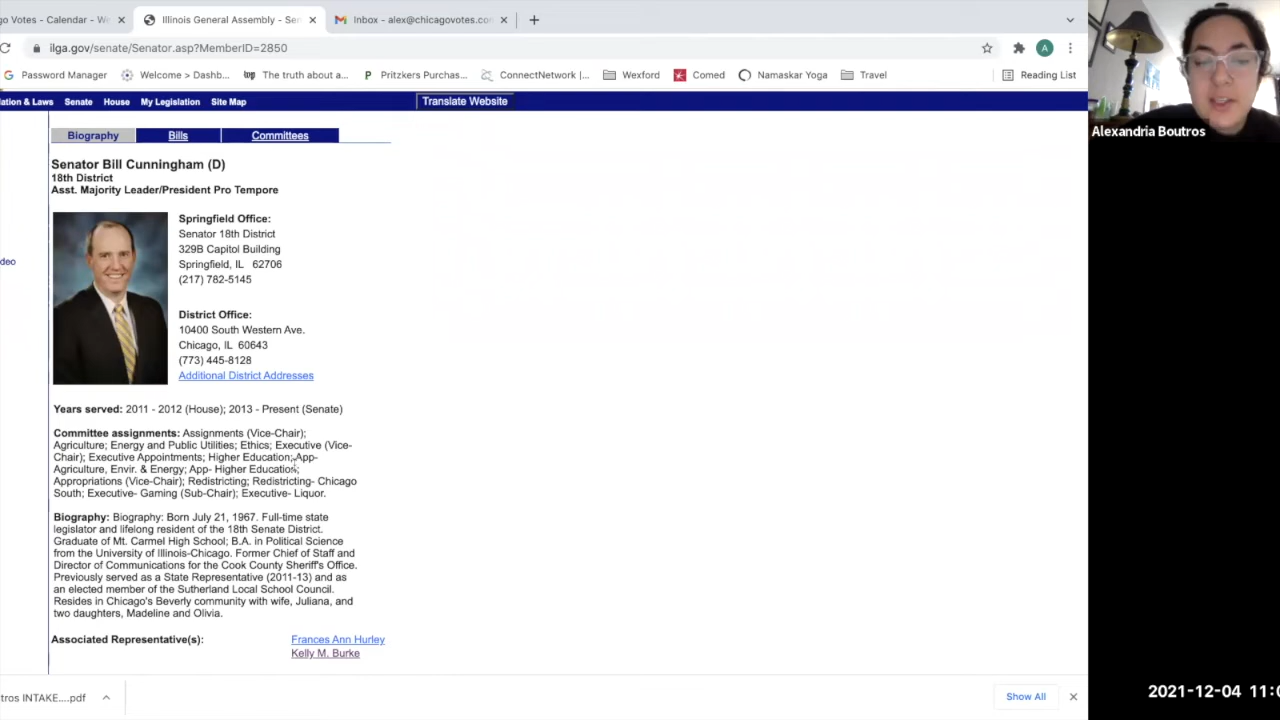 go Votes - Calendar - We
Illinois General Assembly - Sen
Inbox - alex@chicagovotes.co
ilga.gov/senate/Senator.asp?MemberID=2850
A
Password Manager
Welcome > Dashb...
The truth about a...
Pritzkers Purchas...
ConnectNetwork |...
Wexford
Comed
Namaskar Yoga
Travel
Reading List
lation & Laws
Senate
House
My Legislation
Site Map
Translate Website
Biography
Bills
Committees
Senator Bill Cunningham (D)
18th District
Asst. Majority Leader/President Pro Tempore
Springfield Office:
Senator 18th District
329B Capitol Building
Springfield, IL 62706
(217) 782-5145
District Office:
10400 South Western Ave.
Chicago, IL 60643
(773) 445-8128
Additional District Addresses
deo
Years served: 2011 - 2012 (House); 2013 - Present (Senate)
Committee assignments: Assignments (Vice-Chair);
Agriculture; Energy and Public Utilities; Ethics; Executive (Vice-
Chair); Executive Appointments; Higher Education; App-
Agriculture, Envir. & Energy; App- Higher Education;
Appropriations (Vice-Chair); Redistricting; Redistricting- Chicago
South; Executive- Gaming (Sub-Chair); Executive- Liquor.
Biography: Biography: Born July 21, 1967. Full-time state
legislator and lifelong resident of the 18th Senate District.
Graduate of Mt. Carmel High School; B.A. in Political Science
from the University of Illinois-Chicago. Former Chief of Staff and
Director of Communications for the Cook County Sheriff's Office.
Previously served as a State Representative (2011-13) and as
an elected member of the Sutherland Local School Council.
Resides in Chicago's Beverly community with wife, Juliana, and
two daughters, Madeline and Olivia.
Associated Representative(s):
Frances Ann Hurley
Kelly M. Burke
tros INTAKE....pdf
Show All
Alexandria Boutros
2021-12-04 11:0